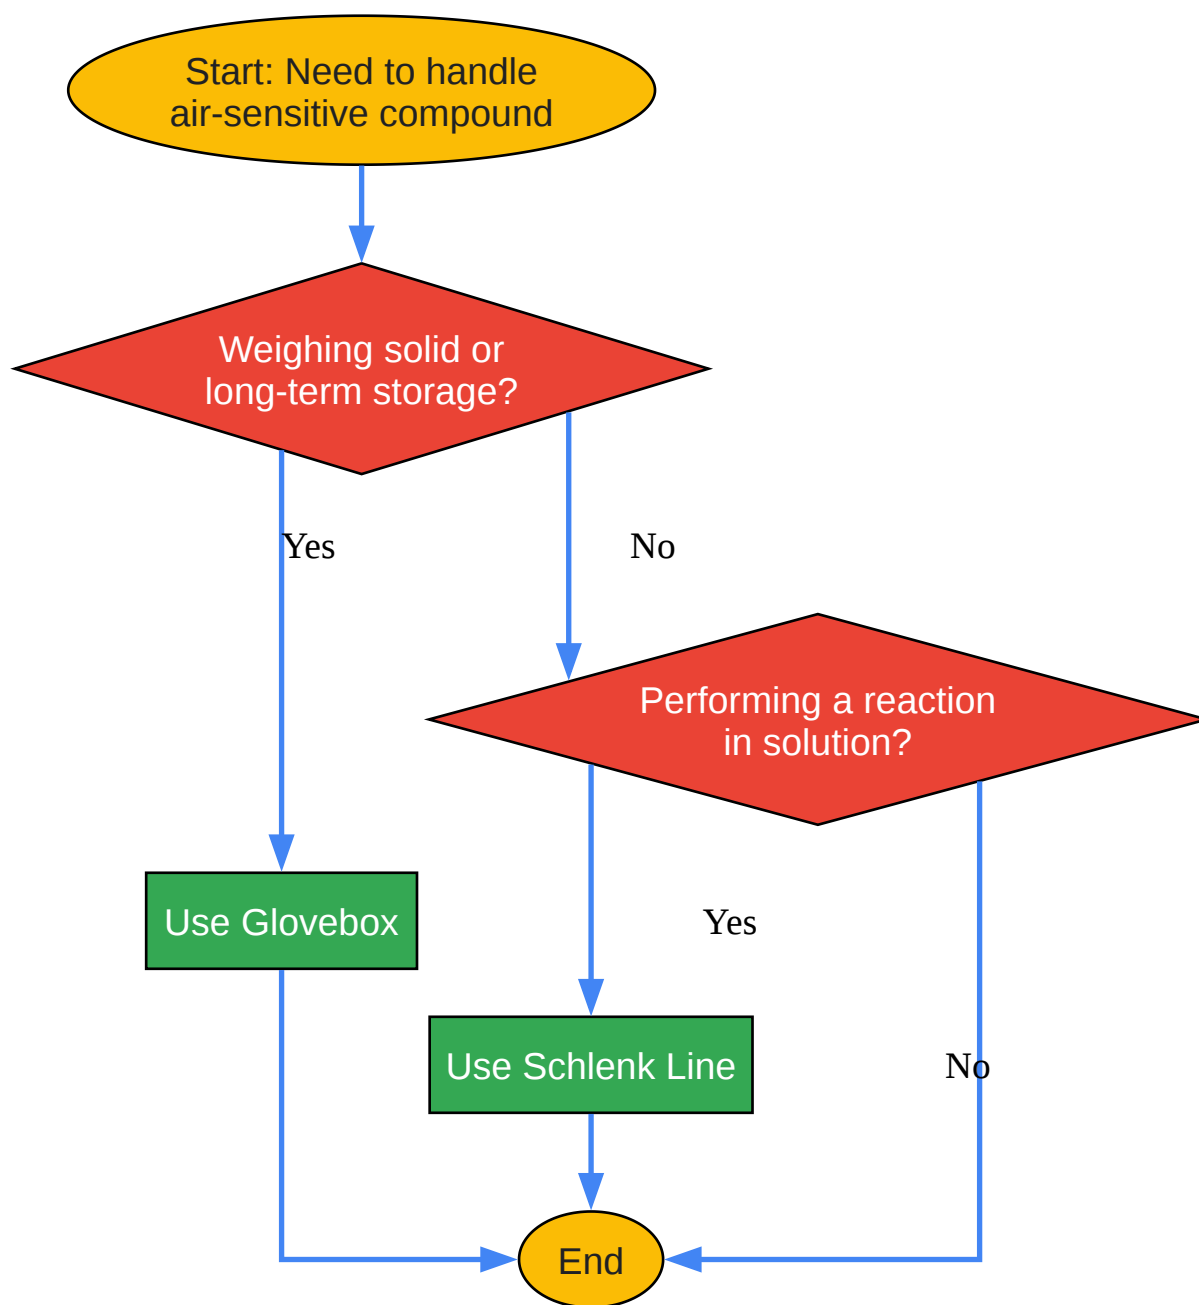 Start: Need to handle
air-sensitive compound
Weighing solid or
long-term storage?
Yes
No
Performing a reaction
in solution?
Use Glovebox
Yes
Use Schlenk Line
No
End